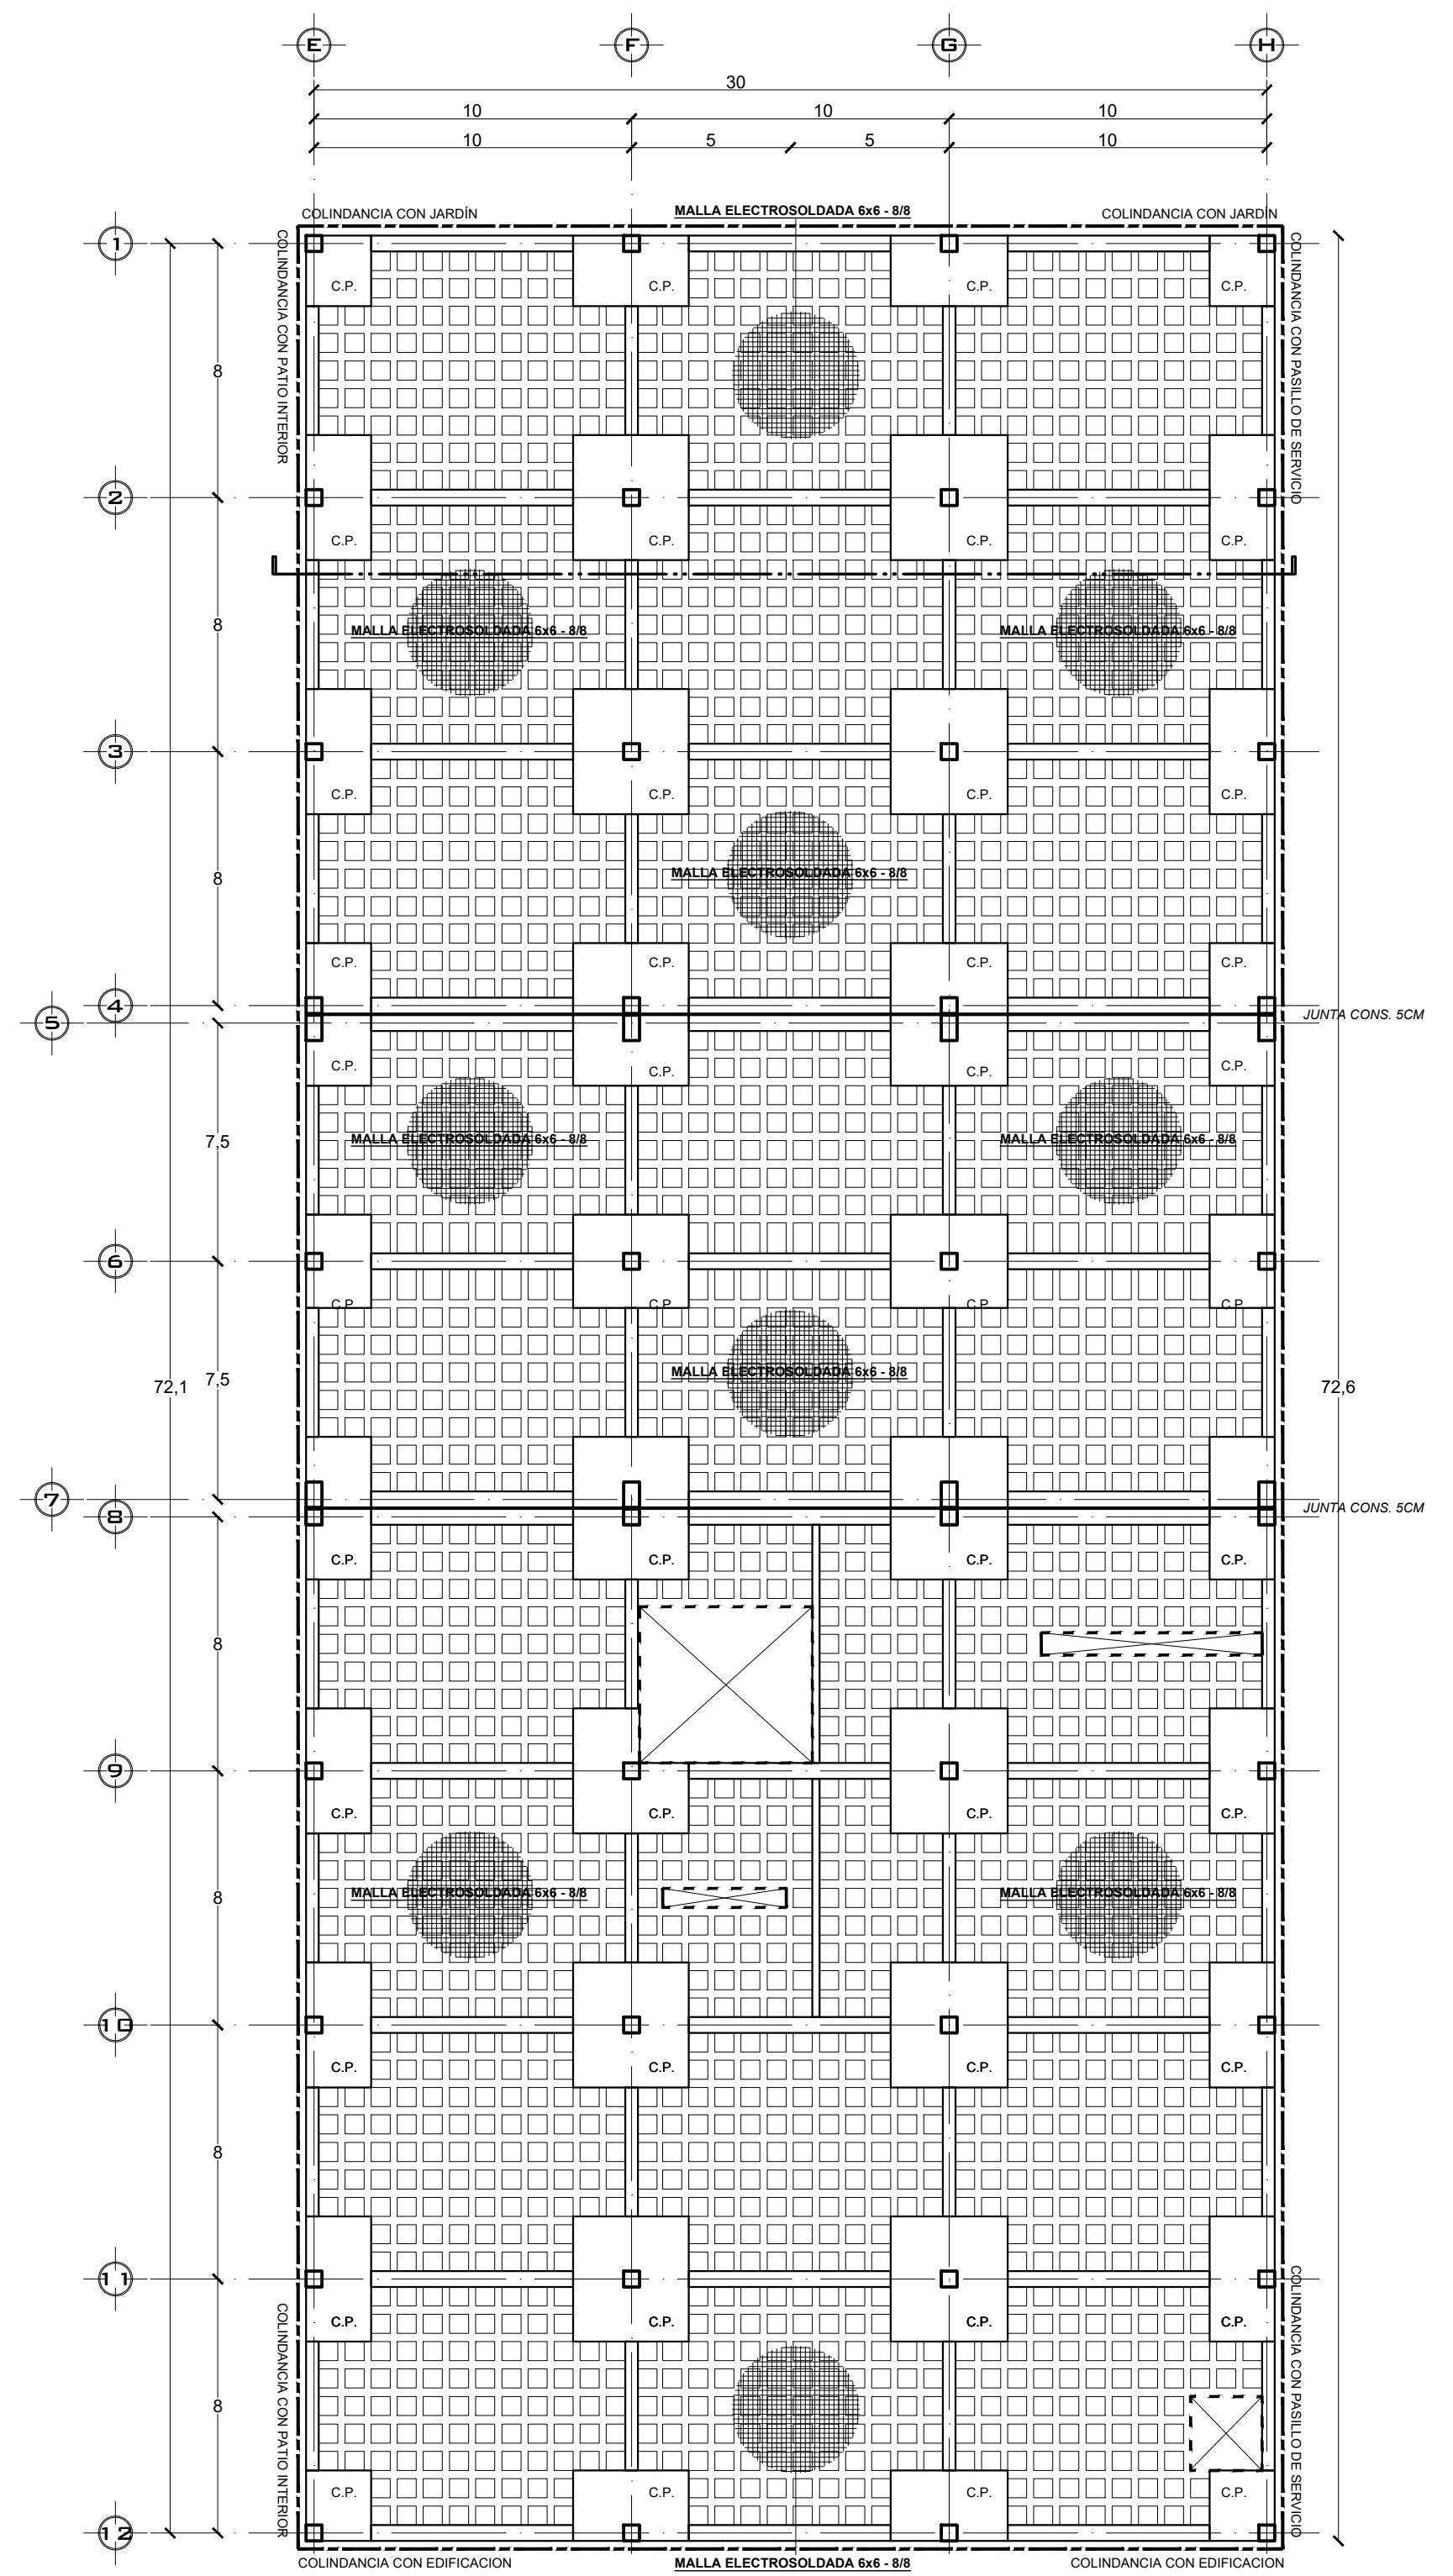 E F G H
30
10 10 10
10 5 5 10
COLINDANCIA CON JARDÍN MALLA ELECTROSOLDADA 6x6 - 8/8 COLINDANCIA CON JARDÍN
COLINDANCIA CON PATIO INTERIOR
COLINDANCIA CON PASILLO DE SERVICIO
1
C.P. C.P. C.P. C.P.
8
2
C.P. C.P. C.P. C.P.
8
MALLA ELECTROSOLDADA 6x6 - 8/8 MALLA ELECTROSOLDADA 6x6 - 8/8
3
C.P. C.P. C.P. C.P.
8
MALLA ELECTROSOLDADA 6x6 - 8/8
C.P. C.P. C.P. C.P.
4
JUNTA CONS. 5CM
5
C.P. C.P. C.P. C.P.
7,5
MALLA ELECTROSOLDADA 6x6 - 8/8 MALLA ELECTROSOLDADA 6x6 - 8/8
6
C.P. C.P. C.P. C.P.
MALLA ELECTROSOLDADA 6x6 - 8/8
7,5
72,1
72,6
7
JUNTA CONS. 5CM
8
C.P. C.P. C.P. C.P.
8
9
C.P. C.P. C.P. C.P.
8
MALLA ELECTROSOLDADA 6x6 - 8/8 MALLA ELECTROSOLDADA 6x6 - 8/8
10
C.P. C.P. C.P. C.P.
8
11
C.P. C.P. C.P. C.P.
8
COLINDANCIA CON PATIO INTERIOR
COLINDANCIA CON PASILLO DE SERVICIO
C.P. C.P. C.P. C.P.
12
COLINDANCIA CON EDIFICACION MALLA ELECTROSOLDADA 6x6 - 8/8 COLINDANCIA CON EDIFICACION